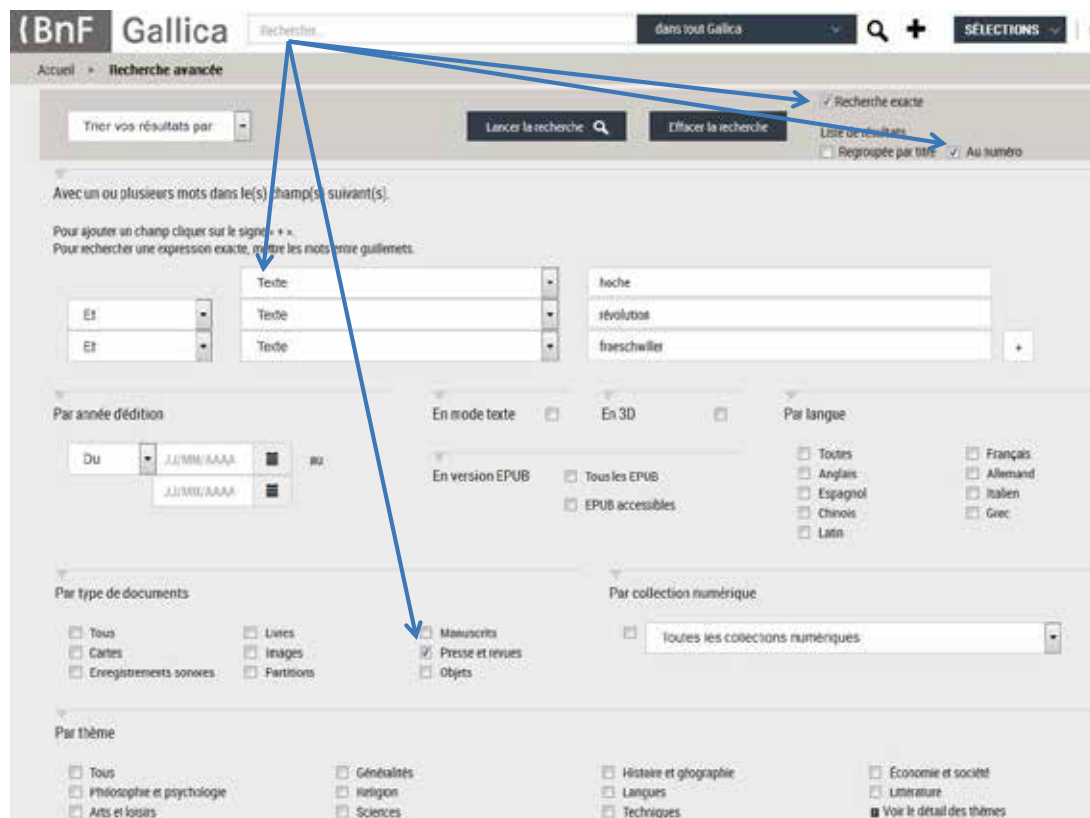 {BnF Gallica Rechercher... dans tout Gallica SÉLECTIONS
Accueil Recherche avancée
Recherche exacte
Trier vos résultats par Lancer la recherche Effacer la recherche
Liste de résultats
Regroupée par titre Au numéro
Avec un ou plusieurs mots dans le(s) champ(s) suivant(s).
Pour ajouter un champ cliquer sur le signe « + ».
Pour rechercher une expression exacte, mettre les mots entre guillemets.
Texte hoche
Et Texte révolution
Et Texte fraeschwiller +
Par année d'édition En mode texte En 3D Par langue
Du JJ/MM/AAAA au
JJ/MM/AAAA
En version EPUB Tous les EPUB
EPUB accessibles
Toutes Français
Anglais Allemand
Espagnol Italien
Chinois Grec
Latin
Par type de documents Par collection numérique
Tous Livres Manuscrits Toutes les collections numériques
Cartes Images Presse et revues
Enregistrements sonores Partitions Objets
Par thème
Tous Généralités Histoire et géographie Économie et société
Philosophie et psychologie Religion Langues Littérature
Arts et loisirs Sciences Techniques Voir le détail des thèmes